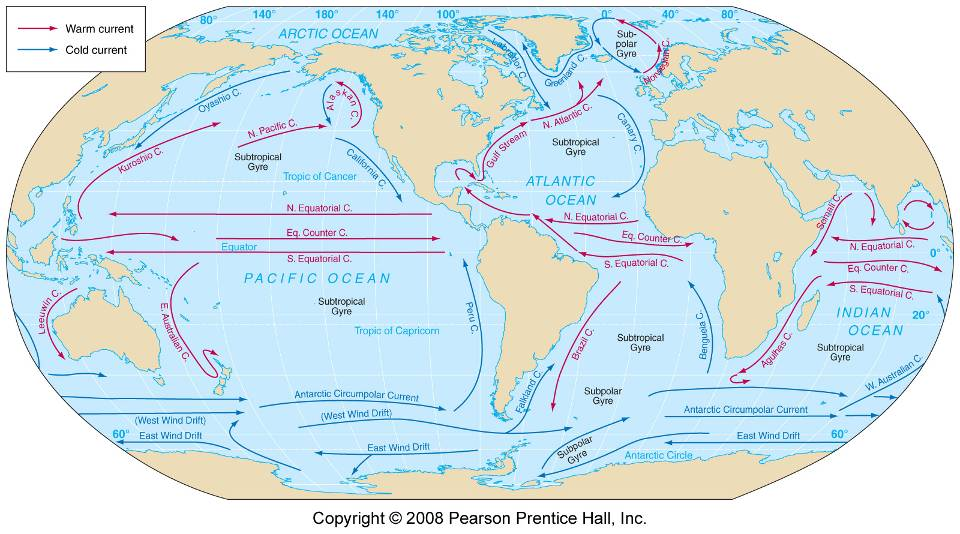 Warm current
Cold current
80°
140°
180°
140°
100°
80°
40°
0°
40°
80°
ARCTIC OCEAN
Sub-
polar
Gyre
Labrador C.
Greenland C.
Norwegian C.
Oyashio C.
Alaskan C.
N. Pacific C.
N. Atlantic C.
Kuroshio C.
Subtropical
Gyre
California C.
Gulf Stream
Subtropical
Gyre
Canary C.
Tropic of Cancer
ATLANTIC
OCEAN
N. Equatorial C.
N. Equatorial C.
Somali C.
Eq. Counter C.
Eq. Counter C.
N. Equatorial C.
Equator
S. Equatorial C.
S. Equatorial C.
0°
Eq. Counter C.
PACIFIC OCEAN
S. Equatorial C.
Leeuwin C.
E. Australian C.
Subtropical
Gyre
Peru C.
INDIAN
OCEAN
20°
Tropic of Capricorn
Brazil C.
Subtropical
Gyre
Benguela C.
Agulhas C.
Subtropical
Gyre
W. Australian C.
Falkland C.
Subpolar
Gyre
Antarctic Circumpolar Current
(West Wind Drift)
(West Wind Drift)
Antarctic Circumpolar Current
60°
East Wind Drift
East Wind Drift
Subpolar
Gyre
East Wind Drift
60°
Antarctic Circle
Copyright © 2008 Pearson Prentice Hall, Inc.